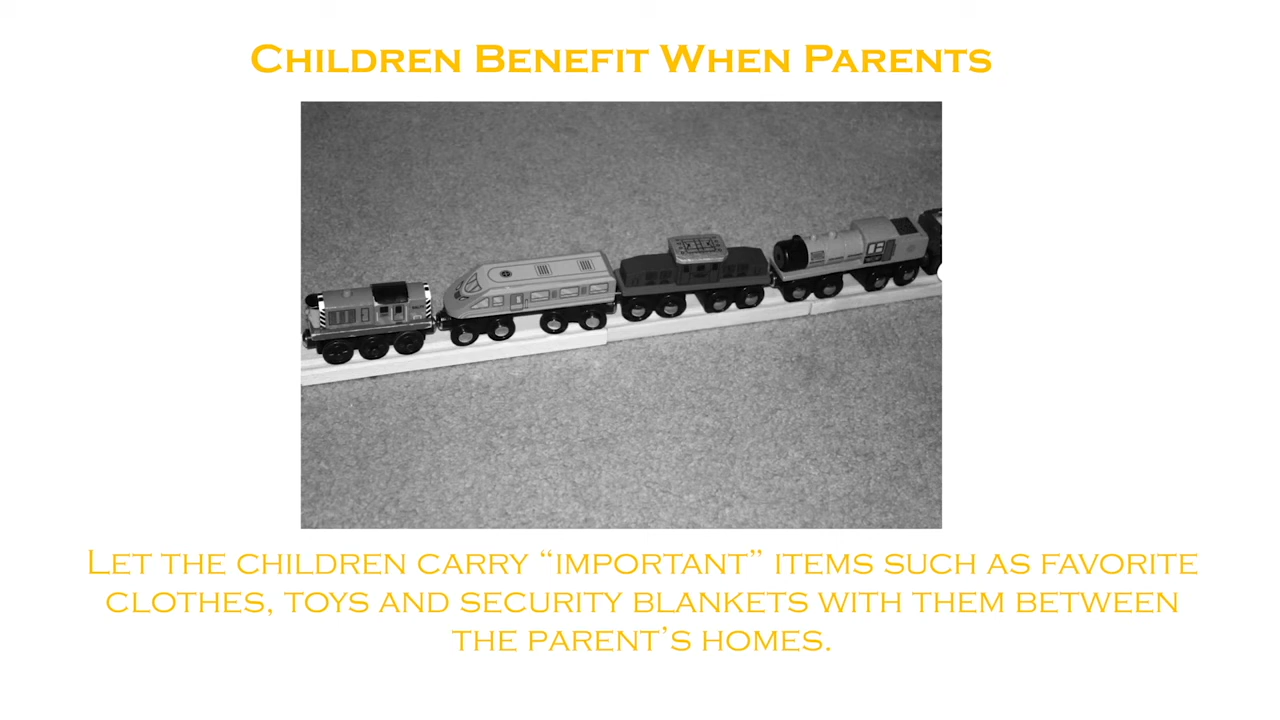 Children Benefit When Parents
Let the children carry “important” items such as favorite
clothes, toys and security blankets with them between
the parent’s homes.